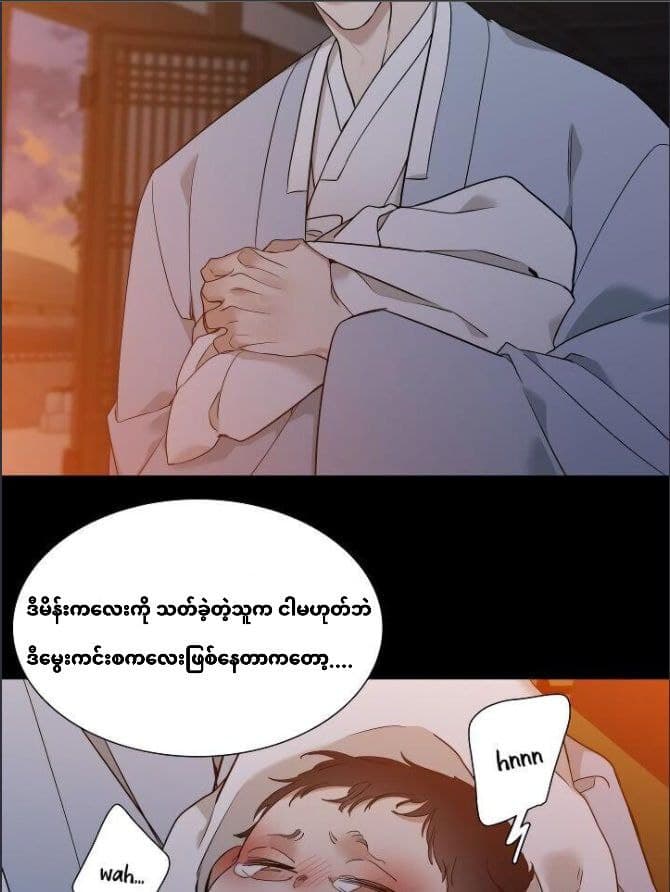 ဒီမိန်းကလေးကို သတ်ခဲ့တဲ့သူက ငါမဟုတ်ဘဲ
ဒီမွေးကင်းစကလေးဖြစ်နေတာကတော့....
hnnn
wah...